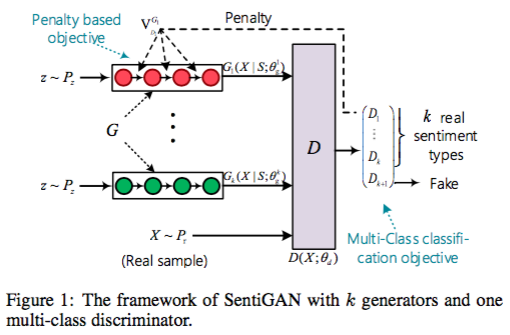 Penalty based
objective
V^{G_1}_{D_1}
Penalty
z ~ P_z
G_1(X | S;θ_g^1)
G
⋮
z ~ P_z
G_k(X | S;θ_g^k)
X ~ P_r
(Real sample)
D
D(X;θ_d)
D_1
⋮
D_k
D_{k+1}
k real
sentiment
types
Fake
Multi-Class classifi-
cation objective
Figure 1: The framework of SentiGAN with k generators and one
multi-class discriminator.